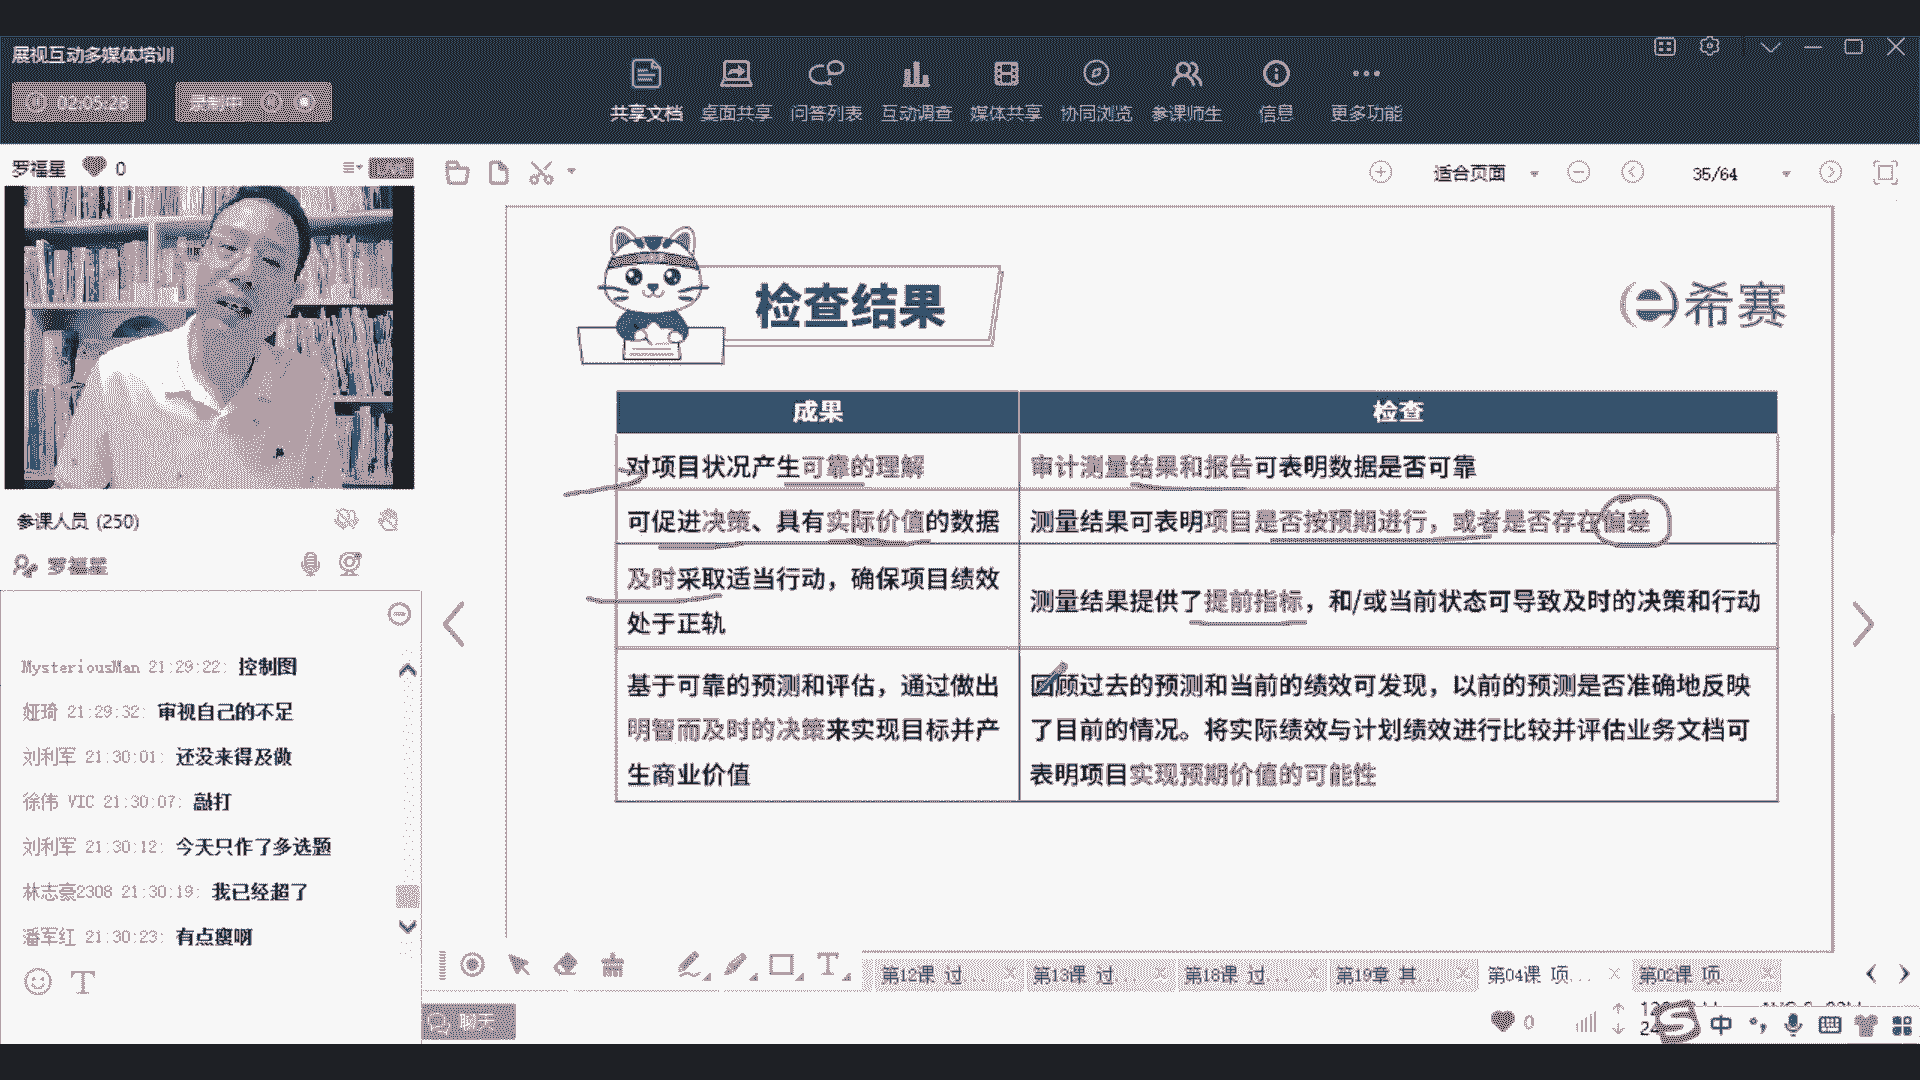 展视互动多媒体培训
02:05:28
录制中
共享文档
桌面共享
问答列表
互动调查
媒体共享
协同浏览
参课师生
信息
更多功能
罗福星 0
适合页面
35/64
检查结果
希赛
成果
检查
对项目状况产生可靠的理解
审计测量结果和报告可表明数据是否可靠
可促进决策、具有实际价值的数据
测量结果可表明项目是否按预期进行，或者是否存在偏差
及时采取适当行动，确保项目绩效
处于正轨
测量结果提供了提前指标，和/或当前状态可导致及时的决策和行动
基于可靠的预测和评估，通过做出
明智而及时的决策来实现目标并产
生商业价值
回顾过去的预测和当前的绩效可发现，以前的预测是否准确地反映
了目前的情况。将实际绩效与计划绩效进行比较并评估业务文档可
表明项目实现预期价值的可能性
参课人员 (250)
罗福星
MysteriousMan 21:29:22: 控制图
娅琦 21:29:32: 审视自己的不足
刘利军 21:30:01: 还没来得及做
徐伟 VIC 21:30:07: 敲打
刘利军 21:30:12: 今天只作了多选题
林志豪2308 21:30:19: 我已经超了
潘军红 21:30:23: 有点瘦啊
第12课 过...
第13课 过...
第18课 过...
第19章 其...
第04课 项...
第02课 项...
聊天
0
中